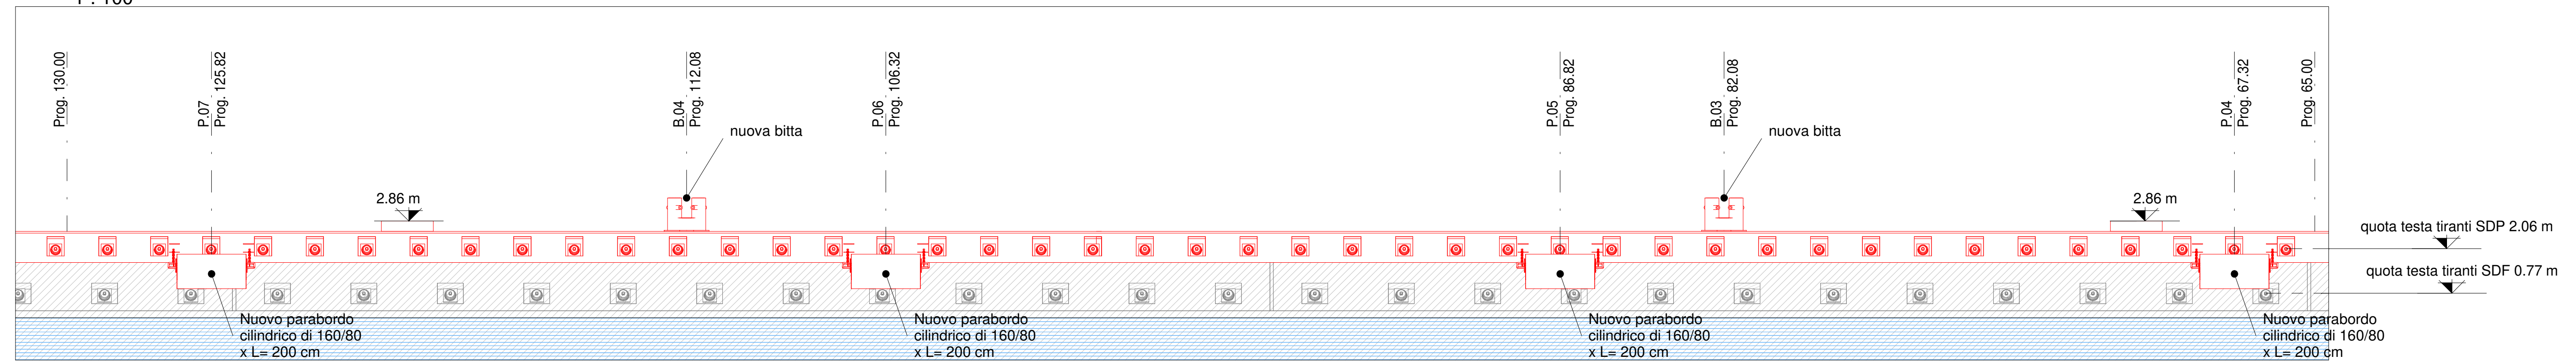 1 : 100
Prog. 130.00
P.07
Prog. 125.82
B.04
Prog. 112.08
P.06
Prog. 106.32
P.05
Prog. 86.82
B.03
Prog. 82.08
P.04
Prog. 67.32
Prog. 65.00
nuova bitta
nuova bitta
2.86 m
2.86 m
quota testa tiranti SDP 2.06 m
quota testa tiranti SDF 0.77 m
Nuovo parabordo
cilindrico di 160/80
x L= 200 cm
Nuovo parabordo
cilindrico di 160/80
x L= 200 cm
Nuovo parabordo
cilindrico di 160/80
x L= 200 cm
Nuovo parabordo
cilindrico di 160/80
x L= 200 cm